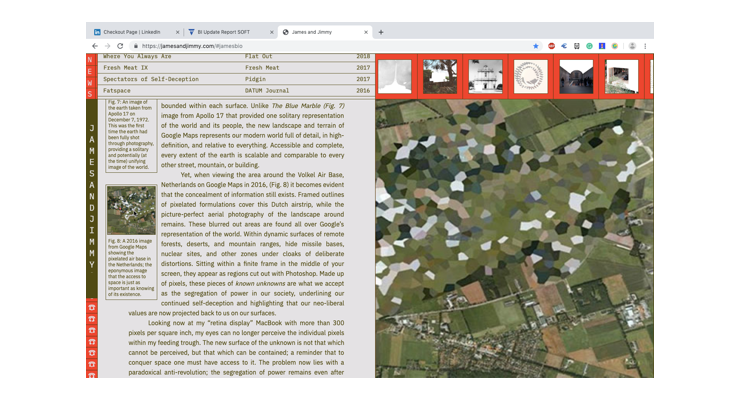 Checkout Page | LinkedIn
BI Update Report SOFT
James and Jimmy
https://jamesandjimmy.com/#jamesbio
NEWS
Where You Always Are Flat Out 2018
Fresh Meat IX Fresh Meat 2017
Spectators of Self-Deception Pidgin 2017
Fatspace DATUM Journal 2016
JAMESANDJIMMY
Fig. 7: An image of
the earth taken from
Apollo 17 on
December 7, 1972.
This was the first
time the earth had
been fully shot
through photography,
providing a solitary
and potentially (at
the time) unifying
image of the world.
Fig. 8: A 2016 image
from Google Maps
showing the
pixelated air base in
the Netherlands; the
eponymous image
that the access to
space is just as
important as knowing
of its existence.
bounded within each surface. Unlike The Blue Marble (Fig. 7)
image from Apollo 17 that provided one solitary representation
of the world and its people, the new landscape and terrain of
Google Maps represents our modern world full of detail, in high-
definition, and relative to everything. Accessible and complete,
every extent of the earth is scalable and comparable to every
other street, mountain, or building.
Yet, when viewing the area around the Volkel Air Base,
Netherlands on Google Maps in 2016, (Fig. 8) it becomes evident
that the concealment of information still exists. Framed outlines
of pixelated formulations cover this Dutch airstrip, while the
picture-perfect aerial photography of the landscape around
remains. These blurred out areas are found all over Google's
representation of the world. Within dynamic surfaces of remote
forests, deserts, and mountain ranges, hide missile bases,
nuclear sites, and other zones under cloaks of deliberate
distortions. Sitting within a finite frame in the middle of your
screen, they appear as regions cut out with Photoshop. Made up
of pixels, these pieces of known unknowns are what we accept
as the segregation of power in our society, underlining our
continued self-deception and highlighting that our neo-liberal
values are now projected back to us on our surfaces.
Looking now at my "retina display" MacBook with more than 300
pixels per square inch, my eyes can no longer perceive the individual pixels
within my feeding trough. The new surface of the unknown is not that which
cannot be perceived, but that which can be contained; a reminder that to
conquer space one must have access to it. The problem now lies with a
paradoxical anti-revolution; the segregation of power remains even after